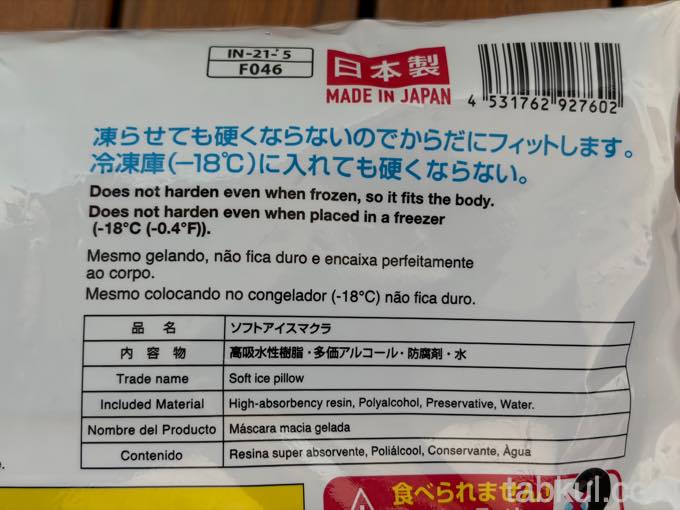 IN-21-'5
F046
日本製
MADE IN JAPAN
4 531762 927602
凍らせても硬くならないのでからだにフィットします。
冷凍庫(−18℃)に入れても硬くならない。
Does not harden even when frozen, so it fits the body.
Does not harden even when placed in a freezer
(-18°C (-0.4°F)).
Mesmo gelando, não fica duro e encaixa perfeitamente
ao corpo.
Mesmo colocando no congelador (-18°C) não fica duro.
品名 ソフトアイスマクラ
内容物 高吸水性樹脂・多価アルコール・防腐剤・水
Trade name Soft ice pillow
Included Material High-absorbency resin, Polyalcohol, Preservative, Water.
Nombre del Producto Máscara macia gelada
Contenido Resina super absorvente, Poliálcool, Conservante, Àgua
食べられません
tabkul.com